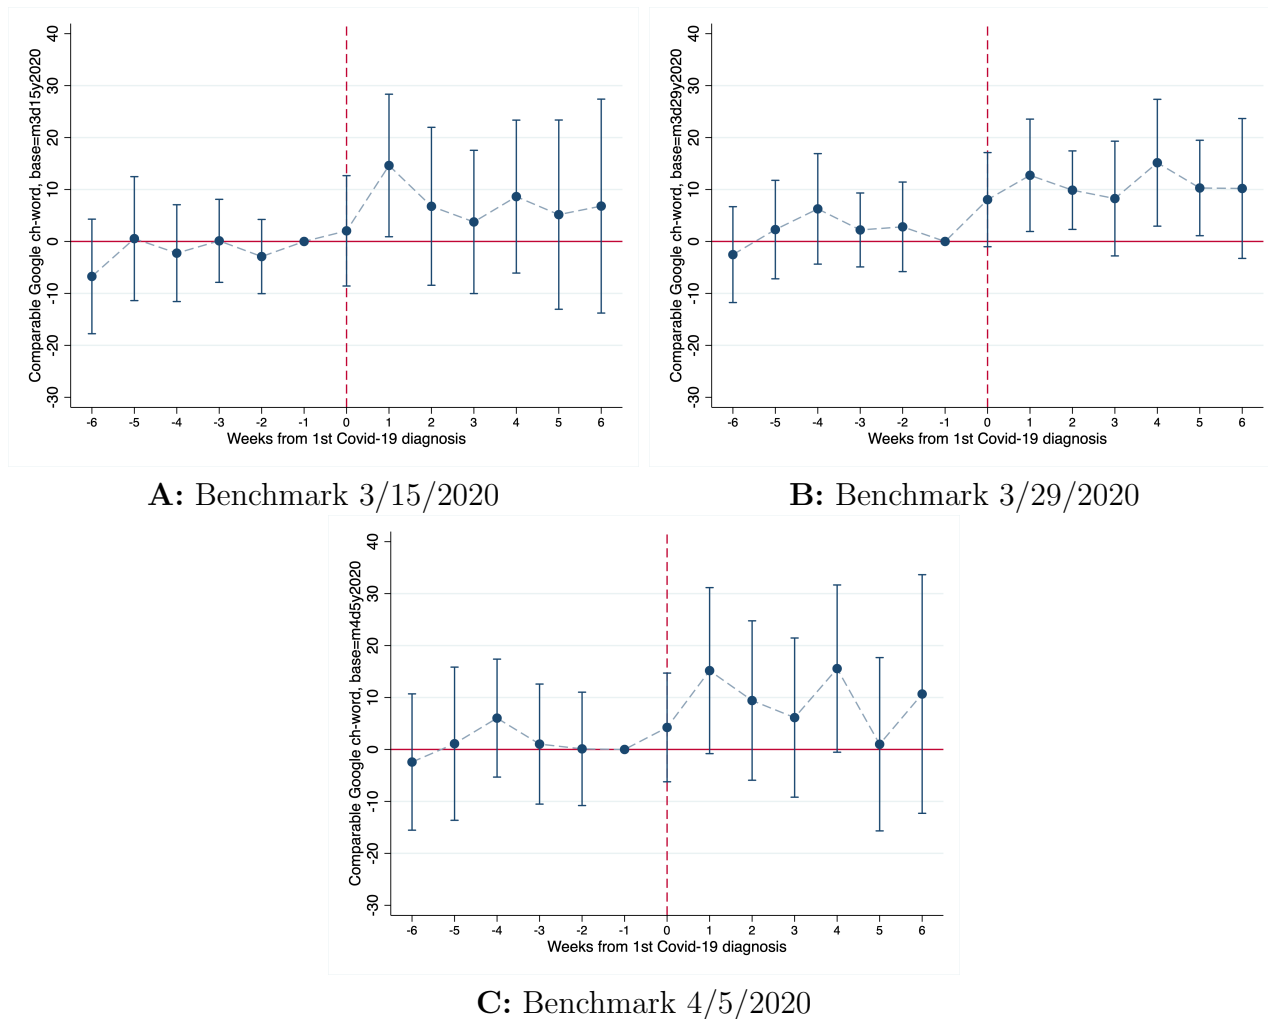 Comparable Google ch-word, base=m3d15y2020
40
30
20
10
0
-10
-20
-30
-6 -5 -4 -3 -2 -1 0 1 2 3 4 5 6
Weeks from 1st Covid-19 diagnosis
A: Benchmark 3/15/2020
Comparable Google ch-word, base=m3d29y2020
40
30
20
10
0
-10
-20
-30
-6 -5 -4 -3 -2 -1 0 1 2 3 4 5 6
Weeks from 1st Covid-19 diagnosis
B: Benchmark 3/29/2020
Comparable Google ch-word, base=m4d5y2020
40
30
20
10
0
-10
-20
-30
-6 -5 -4 -3 -2 -1 0 1 2 3 4 5 6
Weeks from 1st Covid-19 diagnosis
C: Benchmark 4/5/2020